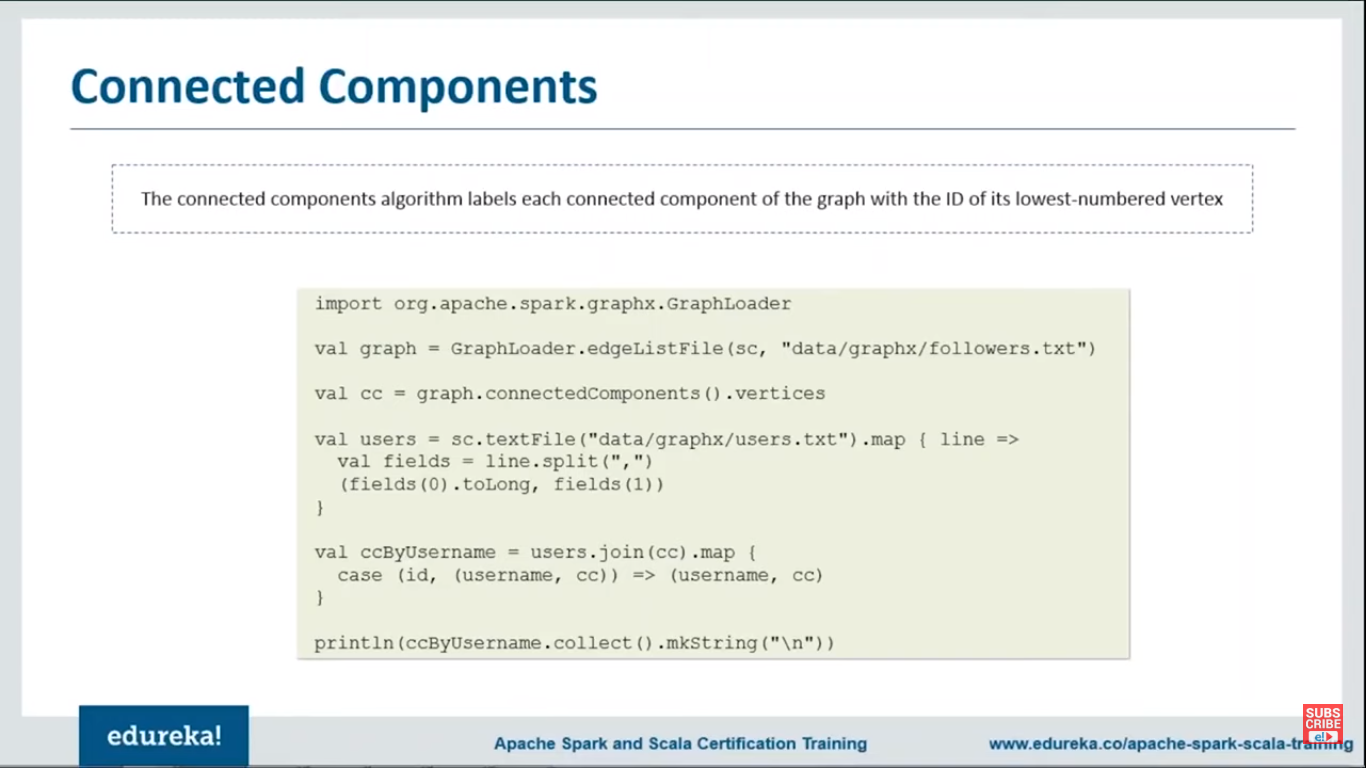 Connected Components
The connected components algorithm labels each connected component of the graph with the ID of its lowest-numbered vertex
import org.apache.spark.graphx.GraphLoader
val graph = GraphLoader.edgeListFile(sc, "data/graphx/followers.txt")
val cc = graph.connectedComponents().vertices
val users = sc.textFile("data/graphx/users.txt").map { line =>
  val fields = line.split(",")
  (fields(0).toLong, fields(1))
}
val ccByUsername = users.join(cc).map {
  case (id, (username, cc)) => (username, cc)
}
println(ccByUsername.collect().mkString("\n"))
edureka!
Apache Spark and Scala Certification Training
www.edureka.co/apache-spark-scala-training
SUBS
CRIBE
e!